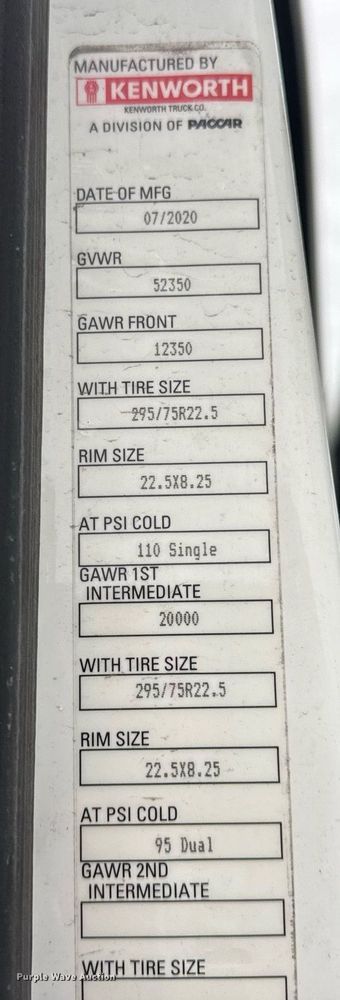 MANUFACTURED BY
KENWORTH
KENWORTH TRUCK CO.
A DIVISION OF PACCAR
DATE OF MFG
07/2020
GVWR
52350
GAWR FRONT
12350
WITH TIRE SIZE
295/75R22.5
RIM SIZE
22.5X8.25
AT PSI COLD
110 Single
GAWR 1ST
INTERMEDIATE
20000
WITH TIRE SIZE
295/75R22.5
RIM SIZE
22.5X8.25
AT PSI COLD
95 Dual
GAWR 2ND
INTERMEDIATE
WITH TIRE SIZE
Purple Wave Auction